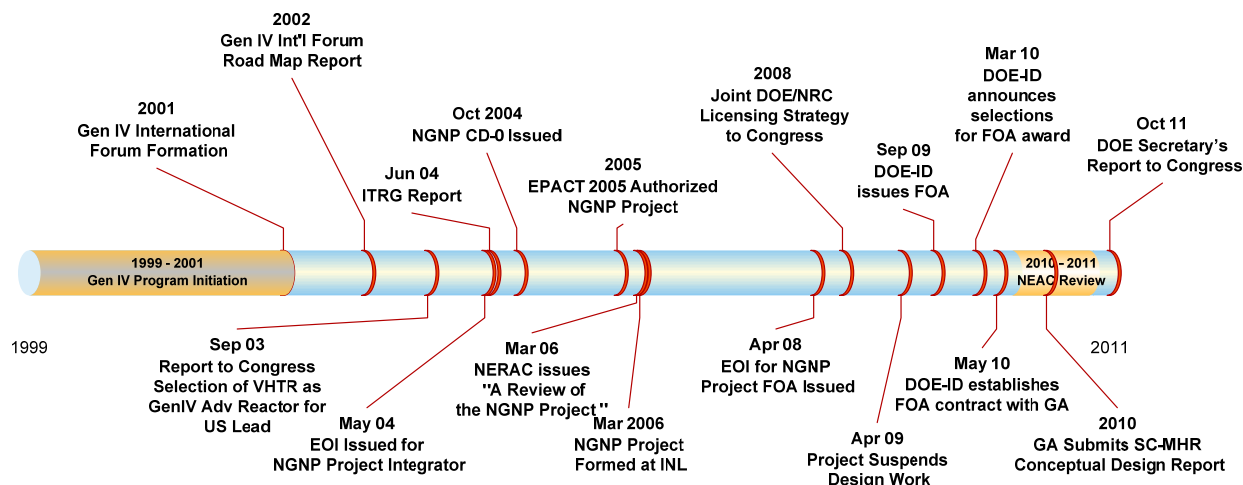 2002
Gen IV Int'l Forum
Road Map Report
2001
Gen IV International
Forum Formation
Oct 2004
NGNP CD-0 Issued
Jun 04
ITRG Report
2005
EPACT 2005 Authorized
NGNP Project
2008
Joint DOE/NRC
Licensing Strategy
to Congress
Sep 09
DOE-ID
issues FOA
Mar 10
DOE-ID
announces
selections
for FOA award
Oct 11
DOE Secretary's
Report to Congress
1999 - 2001
Gen IV Program Initiation
2010 - 2011
NEAC Review
1999
2011
Sep 03
Report to Congress
Selection of VHTR as
GenIV Adv Reactor for
US Lead
May 04
EOI Issued for
NGNP Project Integrator
Mar 06
NERAC issues
"A Review of
the NGNP Project "
Mar 2006
NGNP Project
Formed at INL
Apr 08
EOI for NGNP
Project FOA Issued
Apr 09
Project Suspends
Design Work
May 10
DOE-ID establishes
FOA contract with GA
2010
GA Submits SC-MHR
Conceptual Design Report